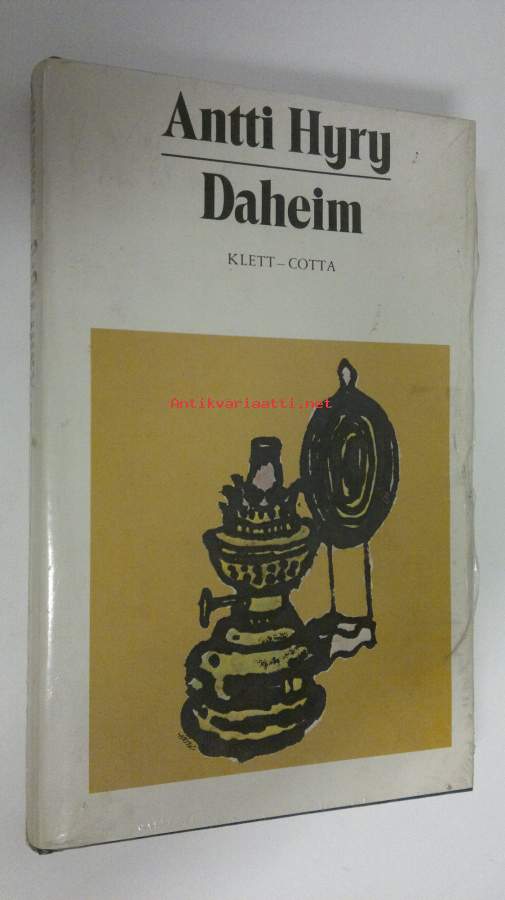 Antti Hyry
Daheim
KLETT – COTTA
Antikvariaatti.net